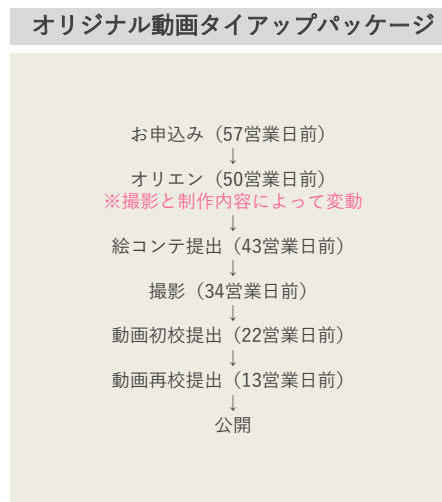 オリジナル動画タイアップパッケージ
お申込み（57営業日前）
↓
オリエン（50営業日前）
※撮影と制作内容によって変動
↓
絵コンテ提出（43営業日前）
↓
撮影（34営業日前）
↓
動画初校提出（22営業日前）
↓
動画再校提出（13営業日前）
↓
公開